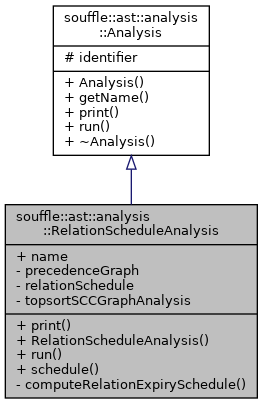 souffle::ast::analysis
::Analysis
# identifier
+ Analysis()
+ getName()
+ print()
+ run()
+ ~Analysis()
souffle::ast::analysis
::RelationScheduleAnalysis
+ name
- precedenceGraph
- relationSchedule
- topsortSCCGraphAnalysis
+ print()
+ RelationScheduleAnalysis()
+ run()
+ schedule()
- computeRelationExpirySchedule()